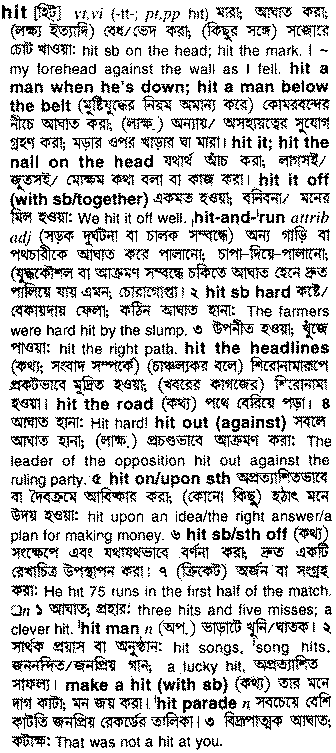 hit [হিট্] vt,vi (-tt-; pt,pp hit) মারা; আঘাত করা;
(লক্ষ্য ইত্যাদি) বেধ/ভেদ করা; (কিছুর সঙ্গে) সজোরে
চোট খাওয়া: hit sb on the head; hit the mark. I ~
my forehead against the wall as I fell. hit a
man when he's down; hit a man below
the belt (মুষ্টিযুদ্ধের নিয়ম অমান্য করে) কোমরবন্দের
নীচে আঘাত করা; (লাক্ষ.) অন্যায়/ অসহায়ত্বের সুযোগ
গ্রহণ করা; মড়ার ওপর খাড়ার ঘা মারা। hit it; hit the
nail on the head যথার্থ আঁচ করা, লাগসই/
জুতসই/ মোক্ষম কথা বলা বা কাজ করা। hit it off
(with sb/together) একমত হওয়া, বনিবনা/ মনের
মিল হওয়া: We hit it off well. ˌhit-and-ˈrun attrib
adj (সড়ক দুর্ঘটনা বা চালক সম্বন্ধে) অন্য গাড়ি বা
পথচারীকে আঘাত করে পালানো; চাপা-দিয়ে-পালানো;
(যুদ্ধকৌশল বা আক্রমণ সম্বন্ধে চকিতে আঘাত হেনে দ্রুত
পালিয়ে যায় এমন; চোরাগোপ্তা। ২ hit sb hard কষ্টে/
বেকায়দায় ফেলা; কঠিন আঘাত হানা: The farmers
were hard hit by the slump. ৩ উপনীত হওয়া; খুঁজে
পাওয়া: hit the right path. hit the headlines
(কথ্য; সংবাদ সম্পর্কে) (চাঞ্চল্যকর বলে) শিরোনামারূপে
প্রকটভাবে মুদ্রিত হওয়া; (খবরের কাগজের) শিরোনামা
হওয়া। hit the road (কথ্য) পথে বেরিয়ে পড়া। ৪
আঘাত হানা: Hit hard! hit out (against) সবলে
আঘাত হানা; (লাক্ষ.) প্রচণ্ডভাবে আক্রমণ করা: The
leader of the opposition hit out against the
ruling party. ৫ hit on/upon sth অপ্রত্যাশিতভাবে
বা দৈবক্রমে আবিষ্কার করা; (কোনো কিছু) হঠাৎ মনে
উদয় হওয়া: hit upon an idea/the right answer/a
plan for making money. ৬ hit sb/sth off (কথ্য)
সংক্ষেপে এবং যথাযথভাবে বর্ণনা করা; দ্রুত একটি
রেখাচিত্র উপস্থাপন করা। ৭ (ক্রিকেট) অর্জন বা সংগ্রহ
করা: He hit 75 runs in the first half of the match.
▢n ১ আঘাত; প্রহার: three hits and five misses; a
clever hit. ˈhit man n (অপ.) ভাড়াটে খুনি/ঘাতক। ২
সার্থক প্রয়াস বা অনুষ্ঠান: hit songs, ˈsong hits,
জননন্দিত/জনপ্রিয় গান; a lucky hit, অপ্রত্যাশিত
সাফল্য। make a hit (with sb) (কথ্য) তার মনে
দাগ কাটা; মন জয় করা। ˈhit parade n সবচেয়ে বেশি
কাটতি জনপ্রিয় রেকর্ডের তালিকা। ৩ বিদ্রূপাত্মক আঘাত;
কটাক্ষ: That was not a hit at you.